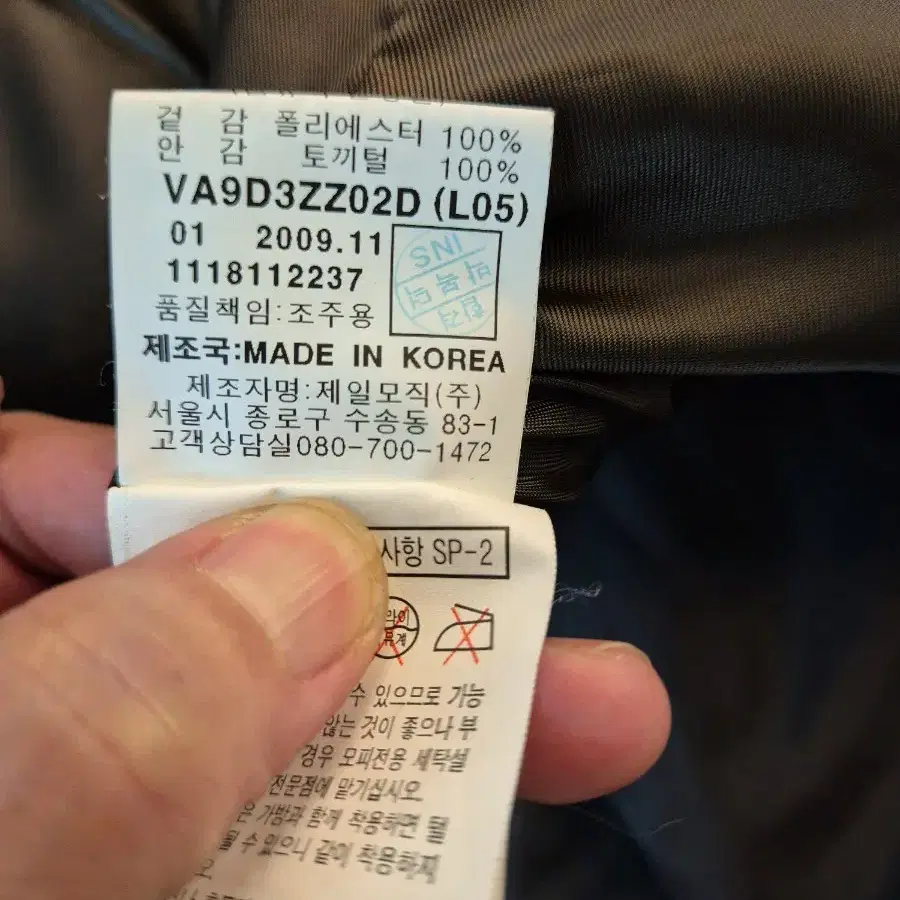 겉 감 폴리에스터 100%
안 감 토끼털 100%
VA9D3ZZ02D (L05)
01 2009.11
1118112237
품질책임:조주용
제조국:MADE IN KOREA
제조자명:제일모직(주)
서울시 종로구 수송동 83-1
고객상담실080-700-1472
사항 SP-2
수 있으므로 가능
않는 것이 좋으나 부
경우 모피전용 세탁설
전문점에 맡기십시오.
은 가방과 함께 착용하면 털
될 수 있으니 같이 착용하지
오